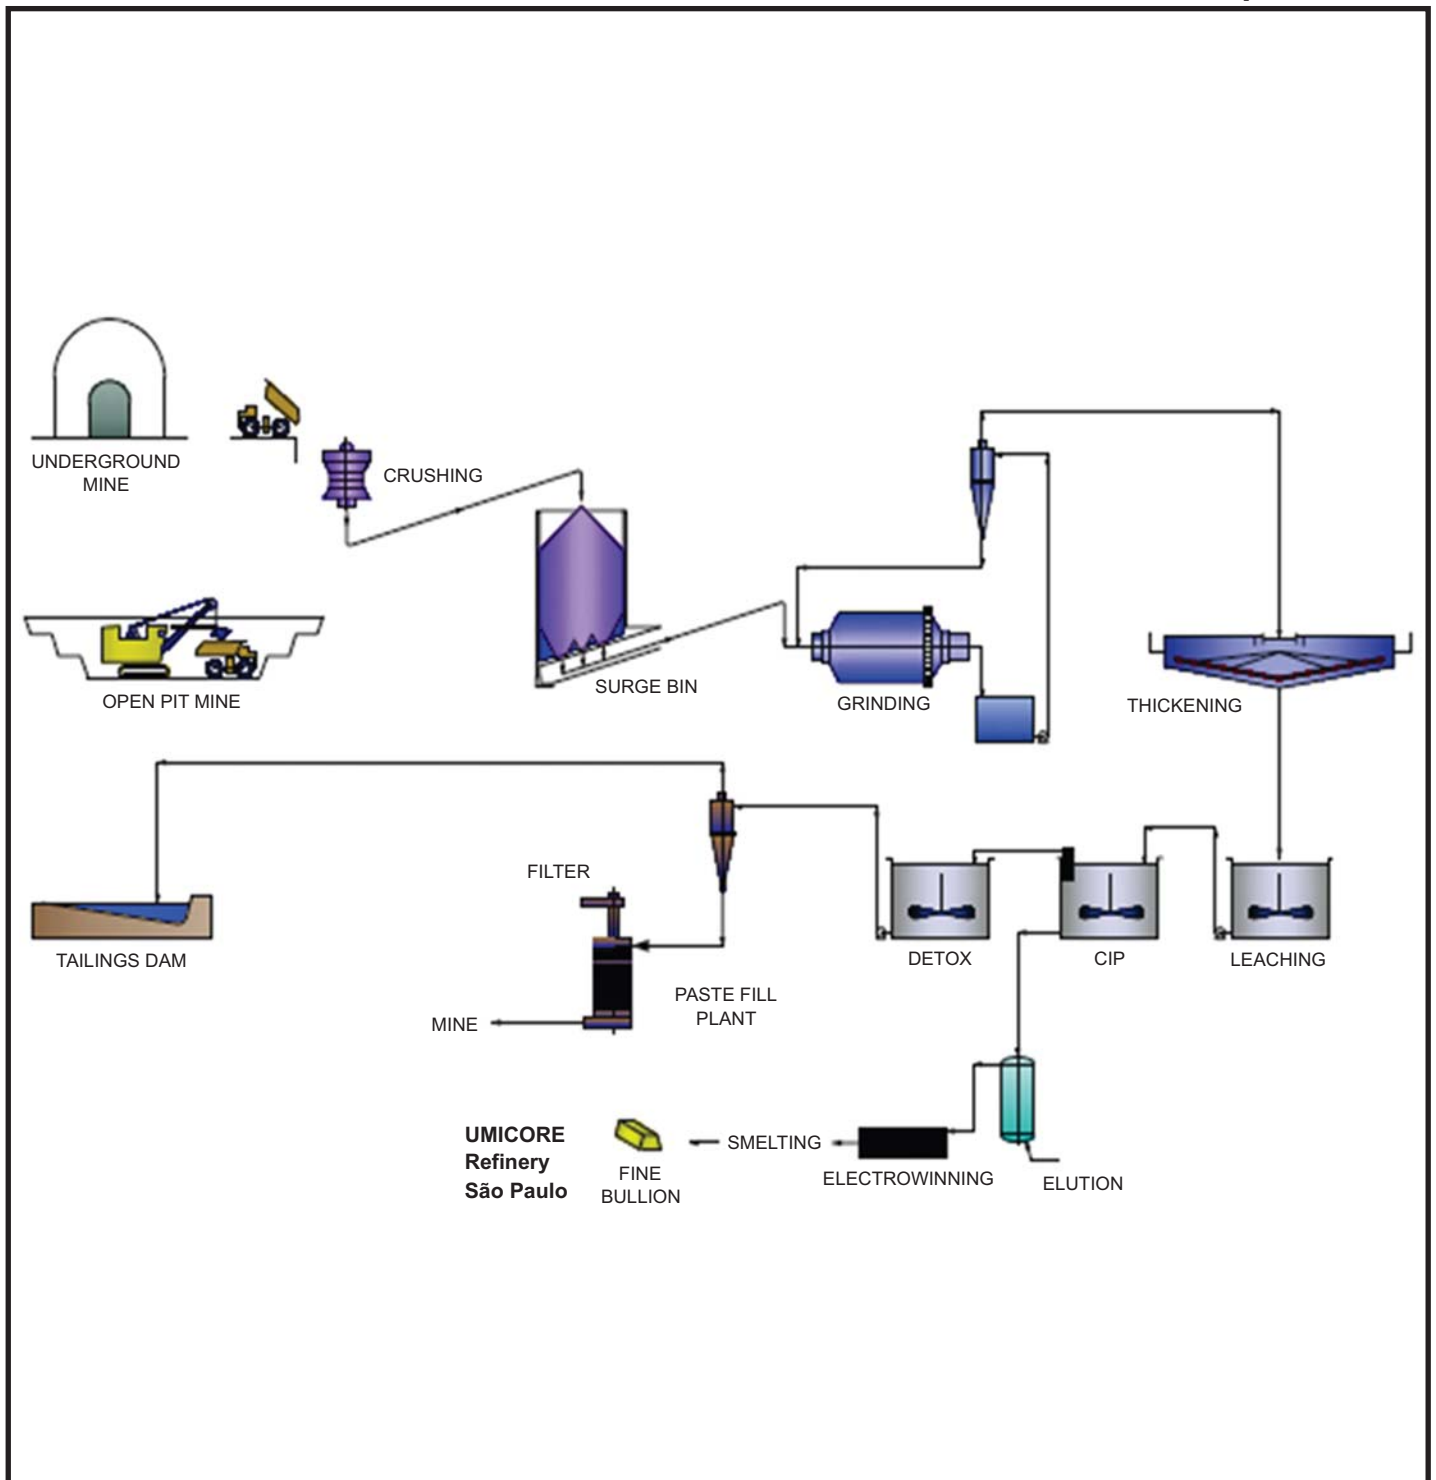 UNDERGROUND
MINE
CRUSHING
OPEN PIT MINE
SURGE BIN
GRINDING
THICKENING
FILTER
TAILINGS DAM
DETOX
CIP
LEACHING
PASTE FILL
PLANT
MINE
UMICORE
Refinery
São Paulo
FINE
BULLION
SMELTING
ELECTROWINNING
ELUTION